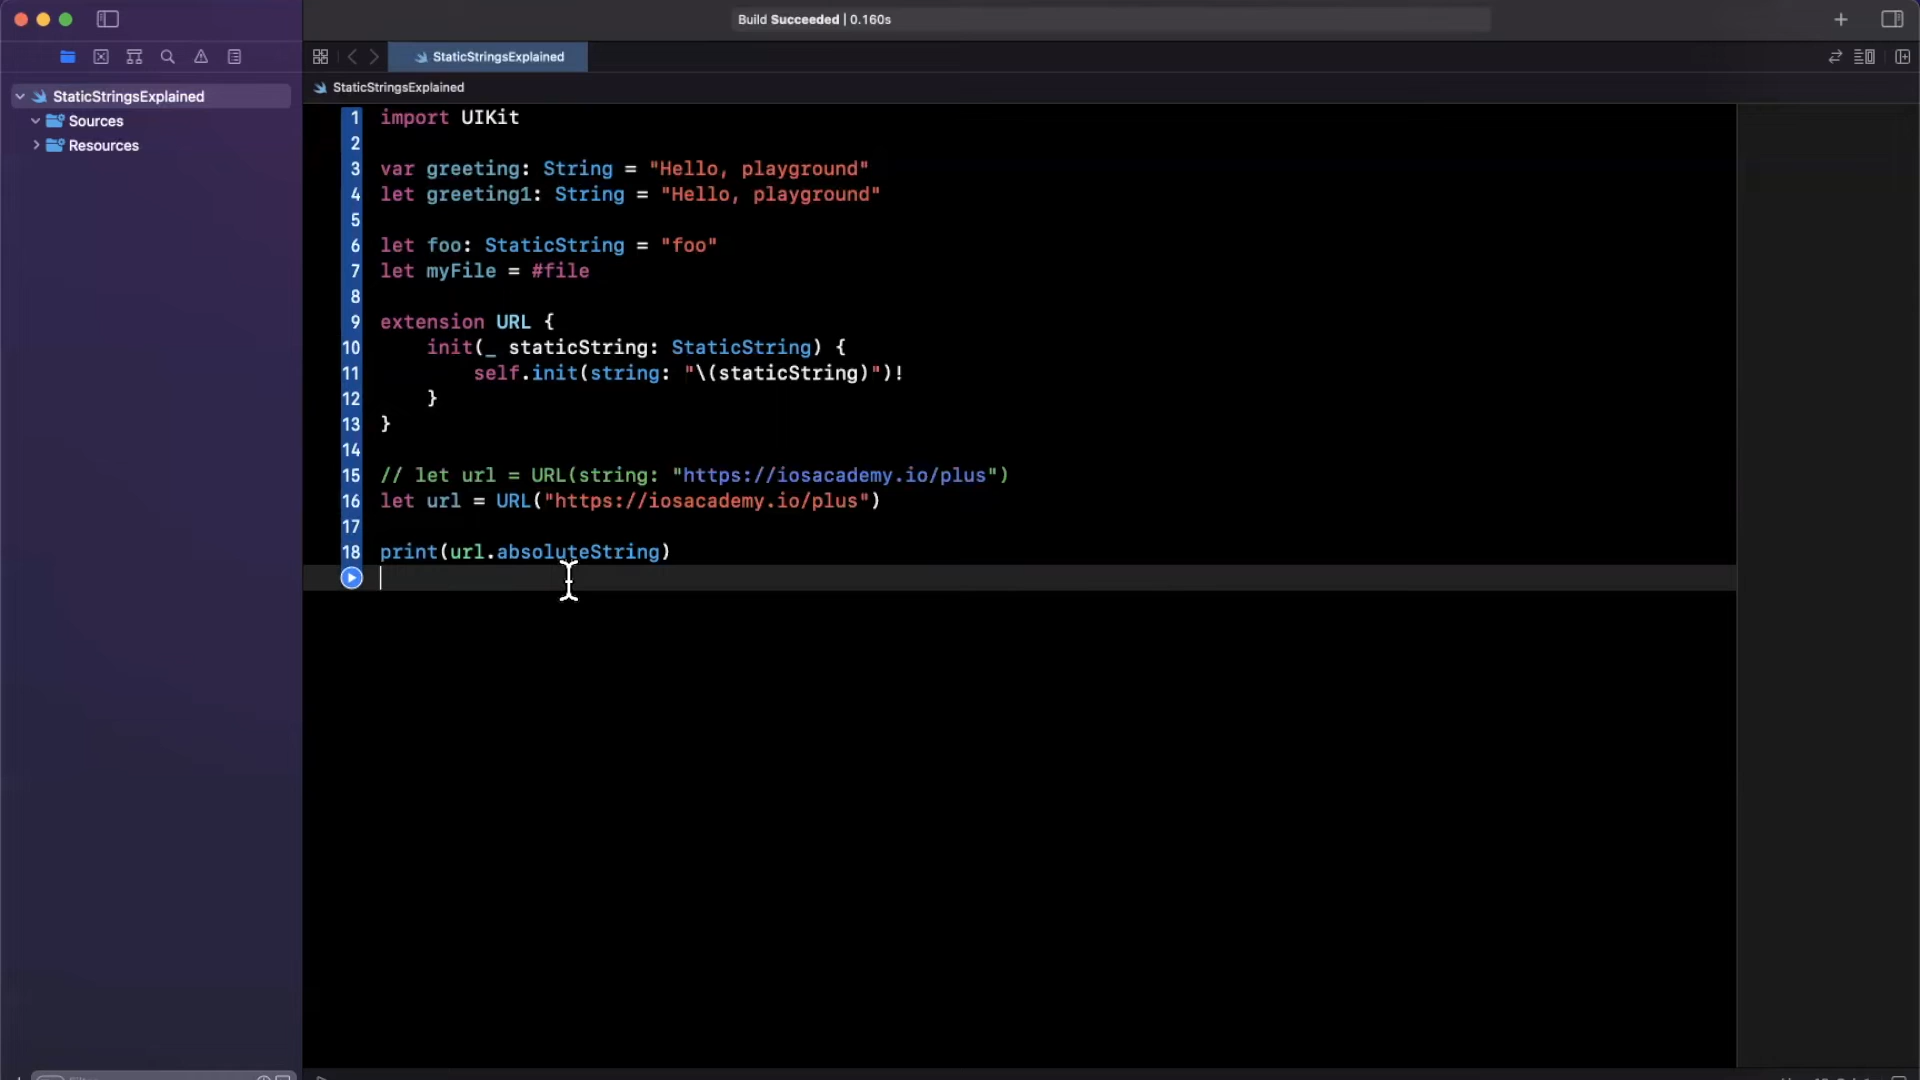 Build Succeeded | 0.160s
StaticStringsExplained
StaticStringsExplained
StaticStringsExplained
Sources
Resources
1 import UIKit
2
3 var greeting: String = "Hello, playground"
4 let greeting1: String = "Hello, playground"
5
6 let foo: StaticString = "foo"
7 let myFile = #file
8
9 extension URL {
10 init(_ staticString: StaticString) {
11 self.init(string: "\(staticString)")!
12 }
13 }
14
15 // let url = URL(string: "https://iosacademy.io/plus")
16 let url = URL("https://iosacademy.io/plus")
17
18 print(url.absoluteString)